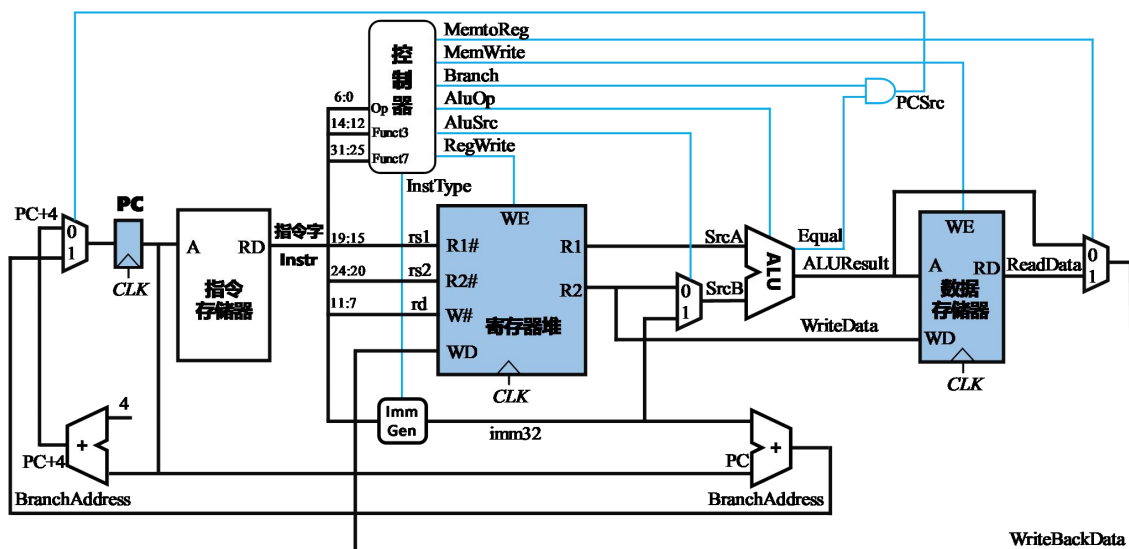 MemtoReg
MemWrite
Branch
AluOp
AluSrc
RegWrite
控制器
6:0
Op
14:12
Funct3
31:25
Funct7
InstType
PCSrc
PC+4
0
1
PC
CLK
A
RD
指令
存储器
指令字
Instr
19:15
rs1
24:20
rs2
11:7
rd
WE
R1#
R2#
W#
WD
R1
R2
寄存器堆
CLK
0
1
SrcA
SrcB
ALU
Equal
ALUResult
WriteData
WE
A
RD
数据
存储器
WD
CLK
ReadData
0
1
4
+
PC+4
Imm
Gen
imm32
PC
+
BranchAddress
BranchAddress
WriteBackData